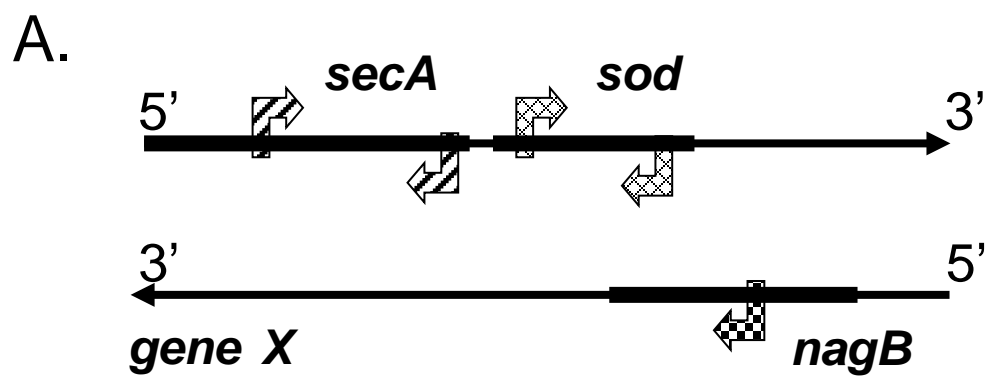 A.
secA sod
5’ 3’
3’ 5’
gene X nagB